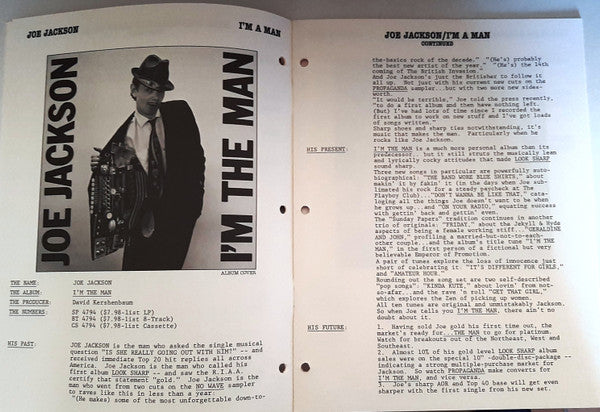 JOE JACKSON
I'M A MAN
JOE JACKSON
I'M THE MAN
ALBUM COVER
THE NAME: JOE JACKSON
THE ALBUM: I'M THE MAN
THE PRODUCER: David Kershenbaum
THE NUMBERS SP 4794 ($7.98-list LP)
8T 4794 ($7.98-list 8-Track)
CS 4794 ($7.98-list Cassette)
HIS PAST: JOE JACKSON is the man who asked the single musical
question "IS SHE REALLY GOING OUT WITH HIM?" -- and
received immediate Top 20 hit replies all across
America. Joe Jackson is the man who called his
first album LOOK SHARP -- and saw the R.I.A.A.
certify that statement "gold." Joe Jackson is the
man who went from two cuts on the NO WAVE sampler
to raves like this in less than a year:
"(He makes) some of the most unforgettable down-to-
JOE JACKSON/I'M A MAN
CONTINUED
the-basics rock of the decade." "(He's) probably
the best new artist of the year." "(He's) the 14th
coming of The British Invasion."
And Joe Jackson's just the Britisher to follow it
all up. Not just with his current new cuts on the
PROPAGANDA sampler...but with two more new sides-
worth.
"It would be terrible," Joe told the press recently,
"to do a first album and then have nothing left.
(But) I've had lots of time since I recorded the
first album to work on new stuff and I've got loads
of songs written."
Sharp shoes and sharp ties notwithstanding, it's
music that makes the man. Particularly when he
rocks like Joe Jackson.
HIS PRESENT: I'M THE MAN is a much more personal album than its
predecessor...but it still struts the musically lean
and lyrically cocky attitudes that made LOOK SHARP
sound sharp.
Three new songs in particular are powerfully auto-
biographical: "THE BAND WORE BLUE SHIRTS," about
makin' it by fakin' it (in the days when Joe sub-
limated his rock for a steady paycheck at The
Playboy Club)..."DON'T WANNA BE LIKE THAT," cata-
loging all the things Joe doesn't want to be when
he grows up...and "ON YOUR RADIO," equating success
with gettin' back and gettin' even.
The "Sunday Papers" tradition continues in another
trio of originals: "FRIDAY," about the Jekyll & Hyde
aspects of being a female working stiff..."GERALDINE
AND JOHN," profiling a married-but-not-to-each-
other couple...and the album's title tune "I'M THE
MAN," in the first person of a fictional but very
believable Emperor of Promotion.
A pair of tunes explore the loss of innocence just
short of celebrating it: "IT'S DIFFERENT FOR GIRLS,"
and "AMATEUR HOUR."
Rounding out the song set are two self-described
"pop songs": "KINDA KUTE," about lovin' from not-
so-afar...and the rave 'n roll "GET THAT GIRL,"
which explores the Zen of picking up women.
All ten tunes are original and unmistakably Jackson.
So when Joe tells you I'M THE MAN, there ain't no
doubt about it.
HIS FUTURE: 1. Having sold Joe gold his first time out, the
market's ready for...THE MAN to go for platinum.
Watch for breakouts out of the Northeast, West and
Southeast.
2. Almost 10% of his gold level LOOK SHARP album
sales were on the special 10" -double-disc-package --
indicating a strong multiple-purchase market for
Jackson. So watch PROPAGANDA make converts for
I'M THE MAN, and vice versa.
3. Joe's sharp AOR and Top 40 base will get even
sharper with the first single from his new set.